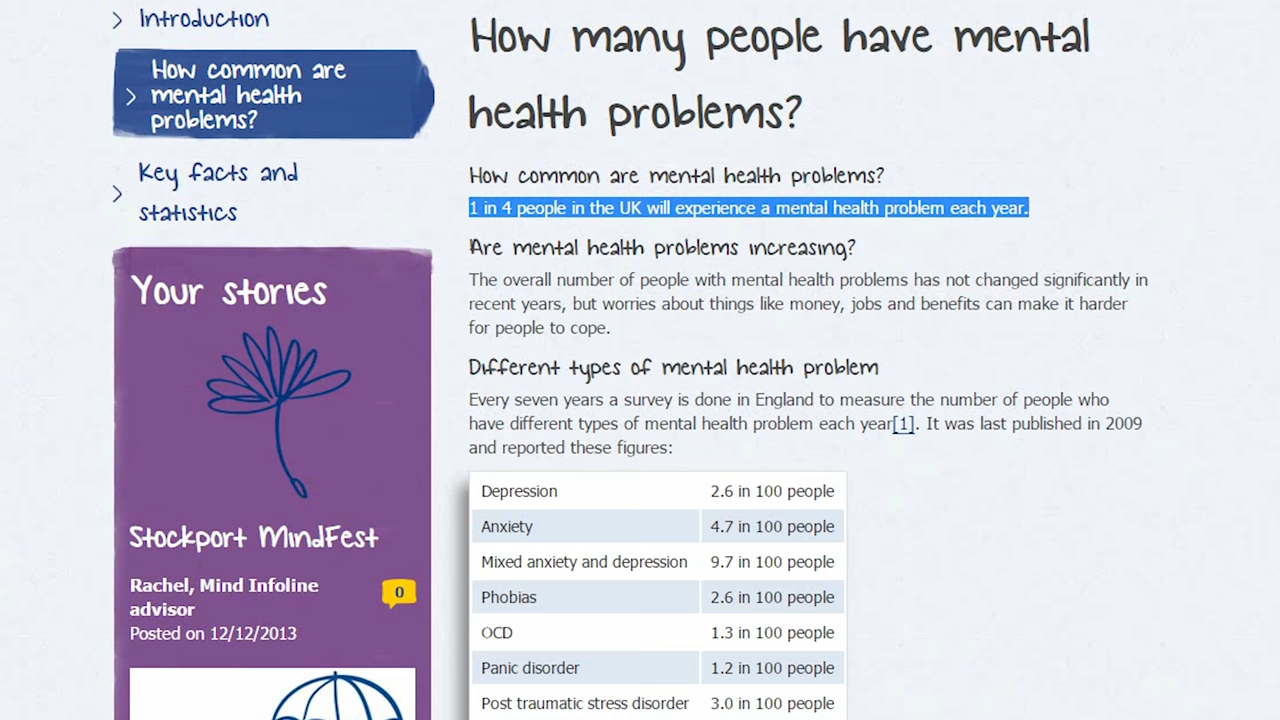 Introduction
How common are
mental health
problems?
Key facts and
statistics
Your stories
Stockport MindFest
Rachel, Mind Infoline
advisor
0
Posted on 12/12/2013
How many people have mental
health problems?
How common are mental health problems?
1 in 4 people in the UK will experience a mental health problem each year.
Are mental health problems increasing?
The overall number of people with mental health problems has not changed significantly in
recent years, but worries about things like money, jobs and benefits can make it harder
for people to cope.
Different types of mental health problem
Every seven years a survey is done in England to measure the number of people who
have different types of mental health problem each year[1]. It was last published in 2009
and reported these figures:
Depression 2.6 in 100 people
Anxiety 4.7 in 100 people
Mixed anxiety and depression 9.7 in 100 people
Phobias 2.6 in 100 people
OCD 1.3 in 100 people
Panic disorder 1.2 in 100 people
Post traumatic stress disorder 3.0 in 100 people